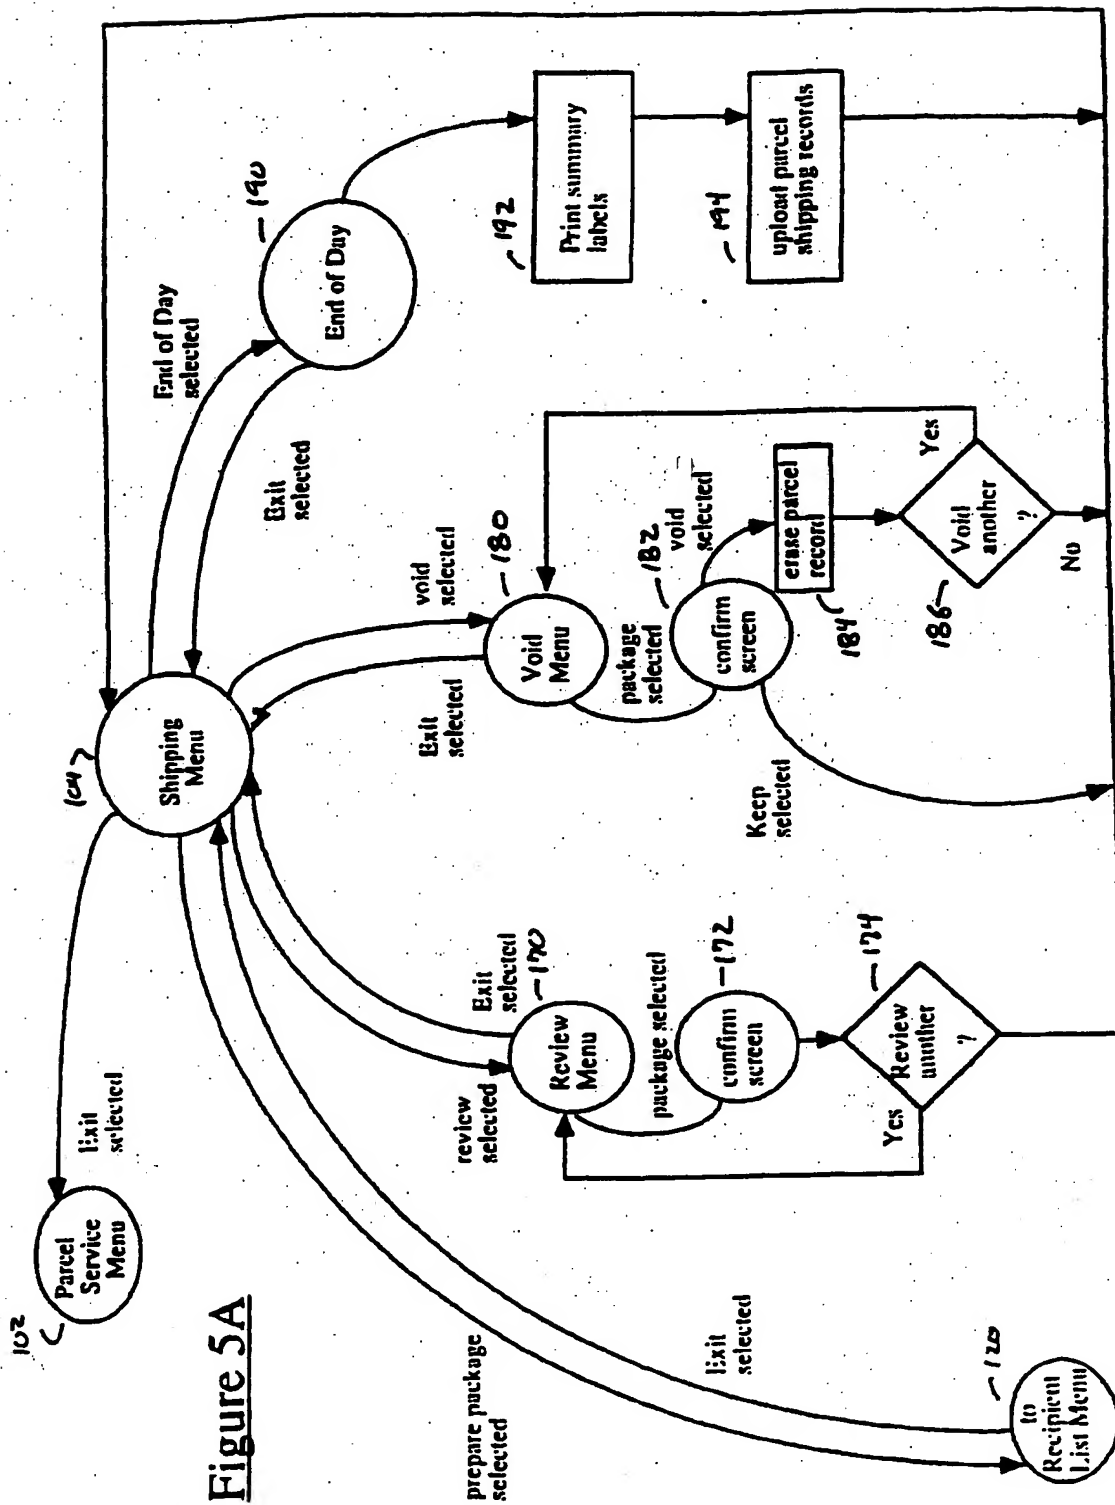 Figure 5A
102
Parcel
Service
Menu
Exit
selected
104
Shipping
Menu
End of Day
selected
Exit
selected
190
End of Day
192
Print summary
labels
194
upload parcel
shipping records
prepare package
selected
Exit
selected
120
to
Recipient
List Menu
review
selected
Exit
selected
170
Review
Menu
package selected
172
confirm
screen
174
Review
another
?
Yes
Exit
selected
void
selected
180
Void
Menu
package
selected
182
confirm
screen
void
selected
Keep
selected
184
erase parcel
record
186
Void
another
?
Yes
No